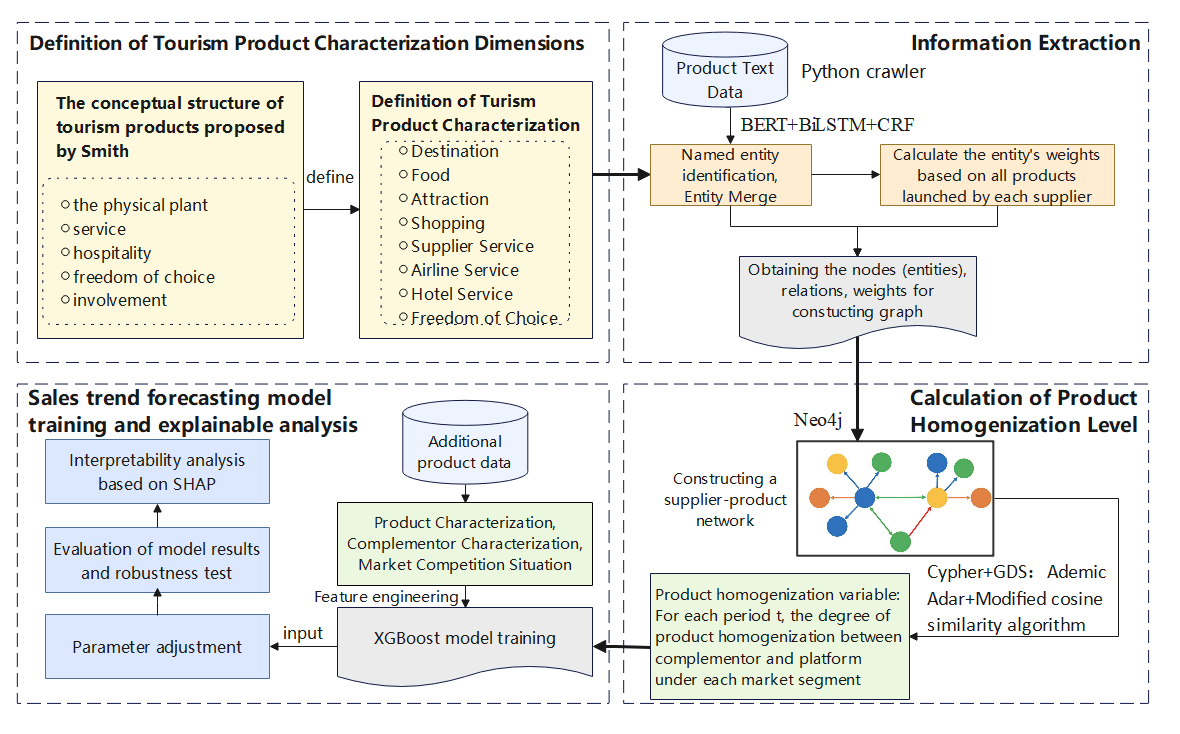 Definition of Tourism Product Characterization Dimensions
The conceptual structure of
tourism products proposed
by Smith
the physical plant
service
hospitality
freedom of choice
involvement
define
Definition of Turism
Product Characterization
Destination
Food
Attraction
Shopping
Supplier Service
Airline Service
Hotel Service
Freedom of Choice
Information Extraction
Product Text
Data
Python crawler
BERT+BiLSTM+CRF
Named entity
identification,
Entity Merge
Calculate the entity's weights
based on all products
launched by each supplier
Obtaining the nodes (entities),
relations, weights for
constucting graph
Sales trend forecasting model
training and explainable analysis
Interpretability analysis
based on SHAP
Evaluation of model results
and robustness test
Parameter adjustment
input
Additional
product data
Product Characterization,
Complementor Characterization,
Market Competition Situation
Feature engineering
XGBoost model training
Calculation of Product
Homogenization Level
Neo4j
Constructing a
supplier-product
network
Cypher+GDS：Ademic
Adar+Modified cosine
similarity algorithm
Product homogenization variable:
For each period t, the degree of
product homogenization between
complementor and platform
under each market segment